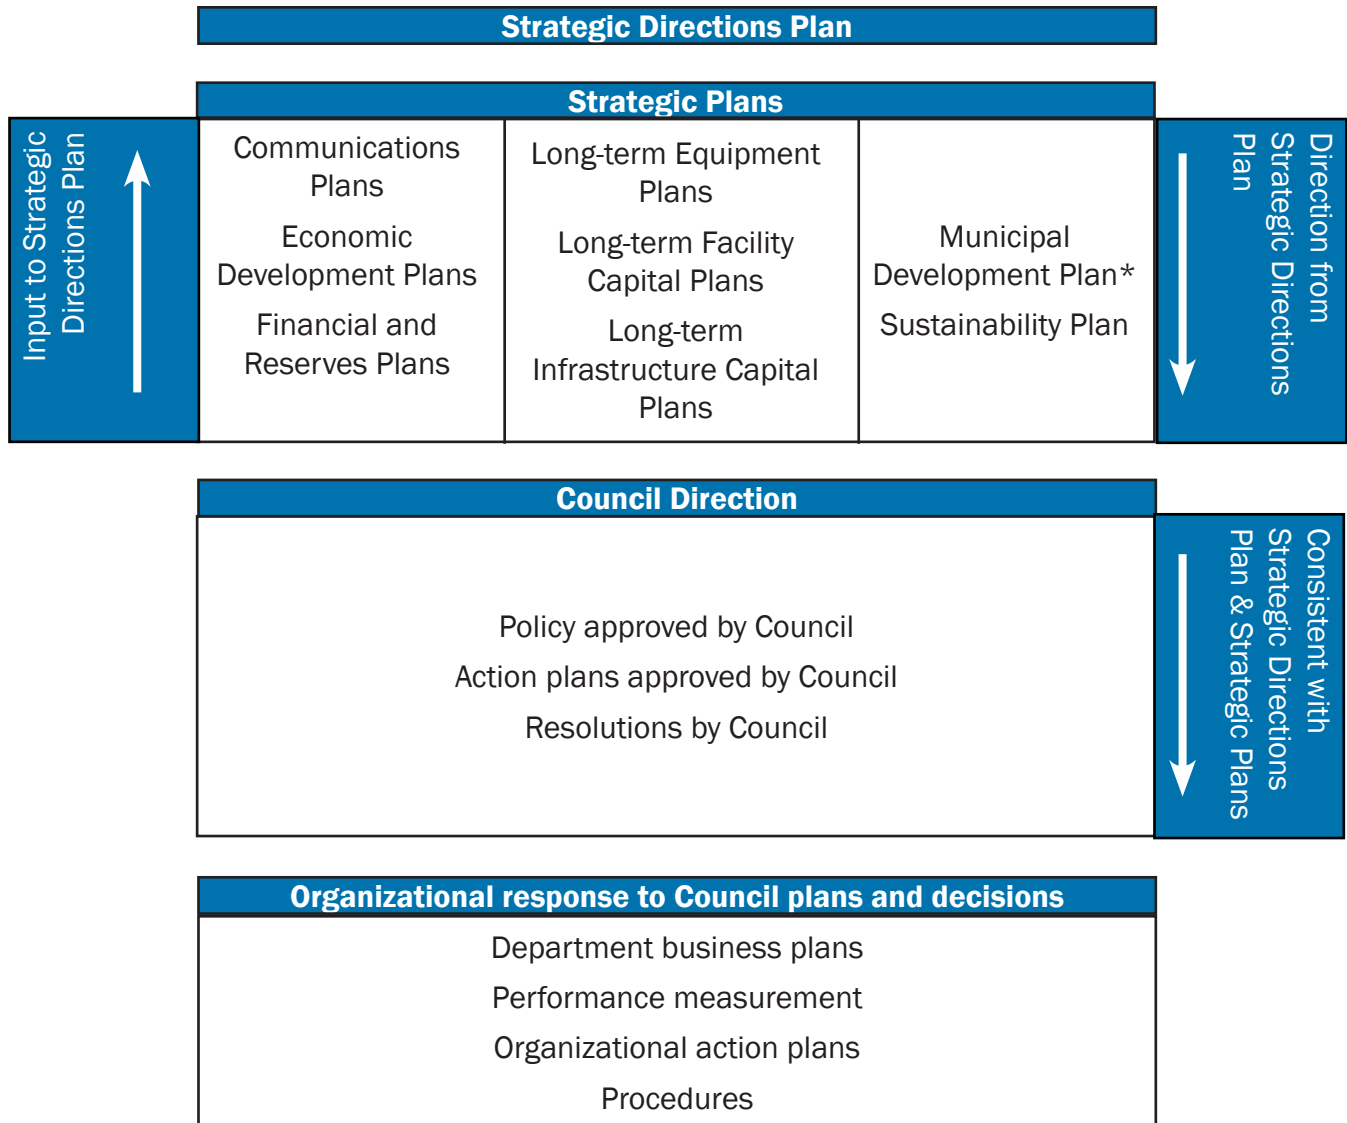 Strategic Directions Plan
Strategic Plans
Input to Strategic
Directions Plan
Communications
Plans
Economic
Development Plans
Financial and
Reserves Plans
Long-term Equipment
Plans
Long-term Facility
Capital Plans
Long-term
Infrastructure Capital
Plans
Municipal
Development Plan*
Sustainability Plan
Direction from
Strategic Directions
Plan
Council Direction
Policy approved by Council
Action plans approved by Council
Resolutions by Council
Consistent with
Strategic Directions
Plan & Strategic Plans
Organizational response to Council plans and decisions
Department business plans
Performance measurement
Organizational action plans
Procedures